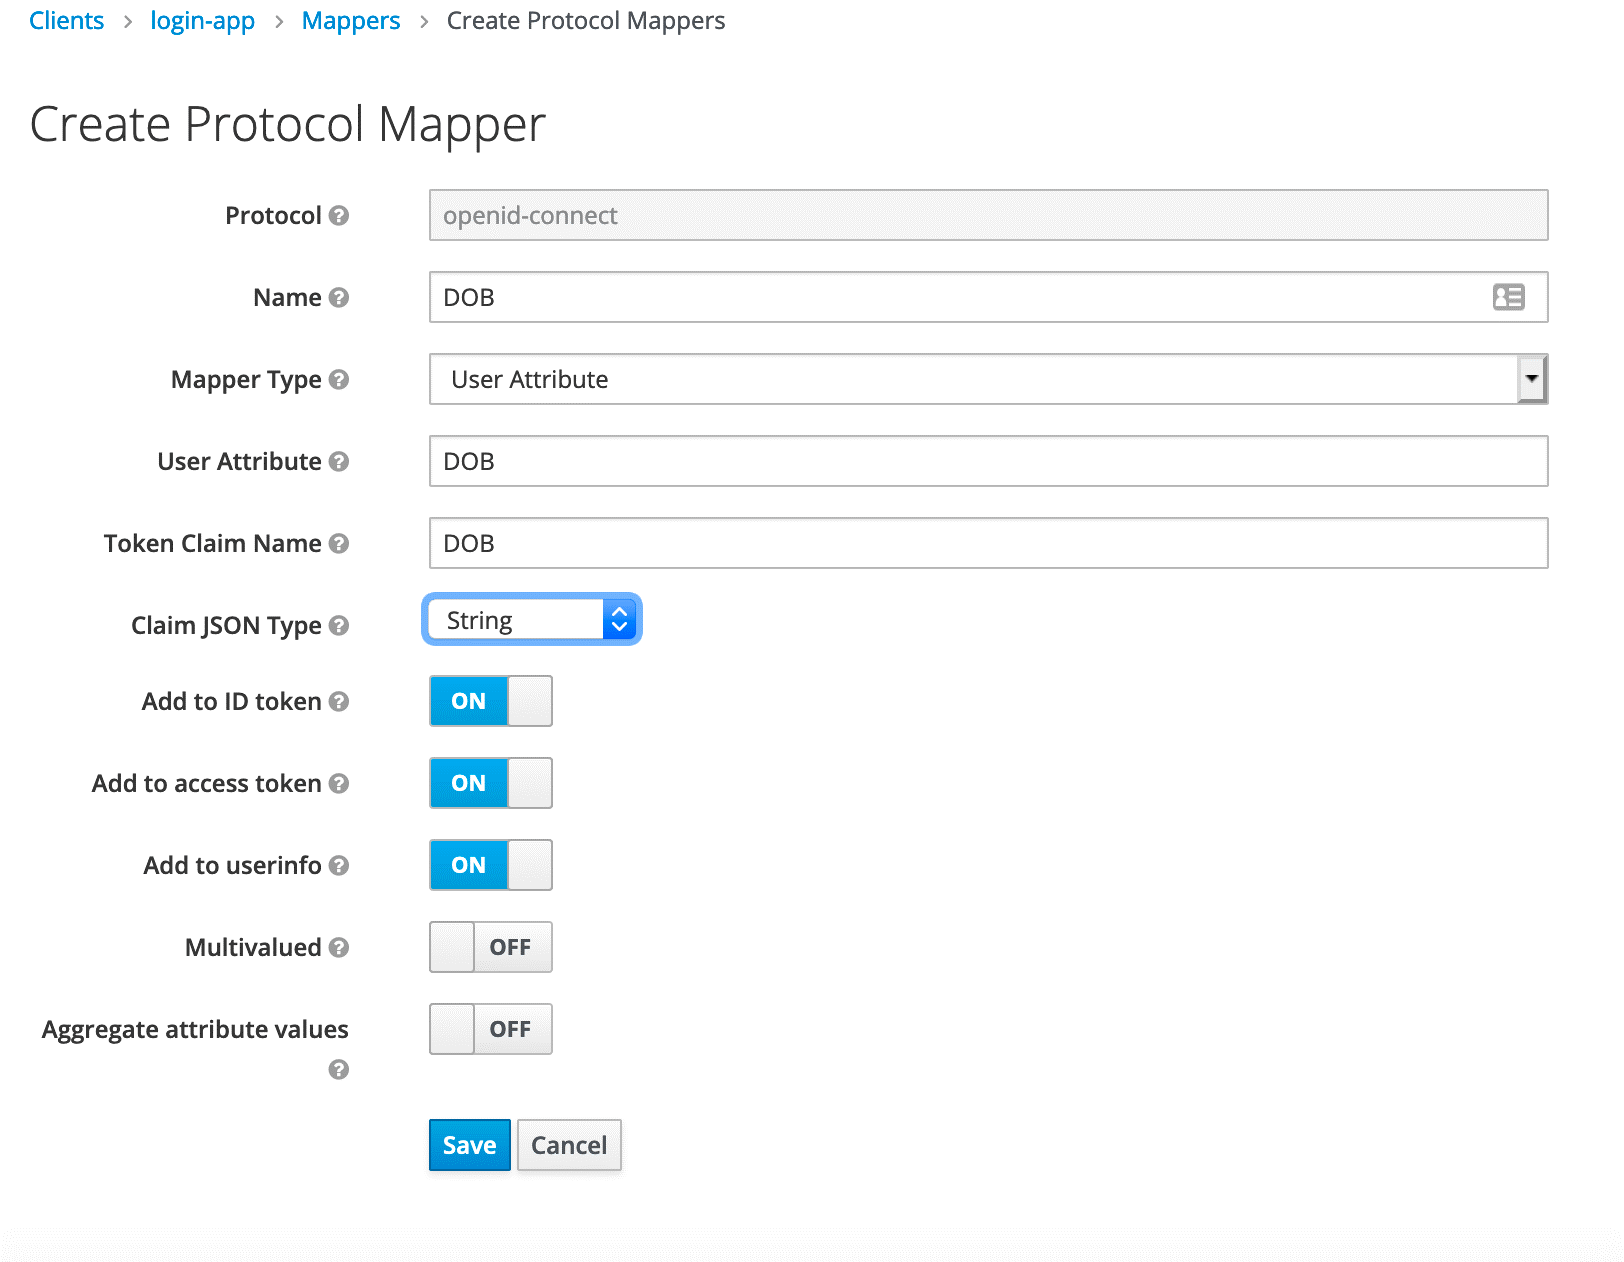 Clients > login-app > Mappers > Create Protocol Mappers
Create Protocol Mapper
Protocol ? openid-connect
Name ? DOB
Mapper Type ? User Attribute
User Attribute ? DOB
Token Claim Name ? DOB
Claim JSON Type ? String
Add to ID token ? ON
Add to access token ? ON
Add to userinfo ? ON
Multivalued ? OFF
Aggregate attribute values OFF
?
Save Cancel